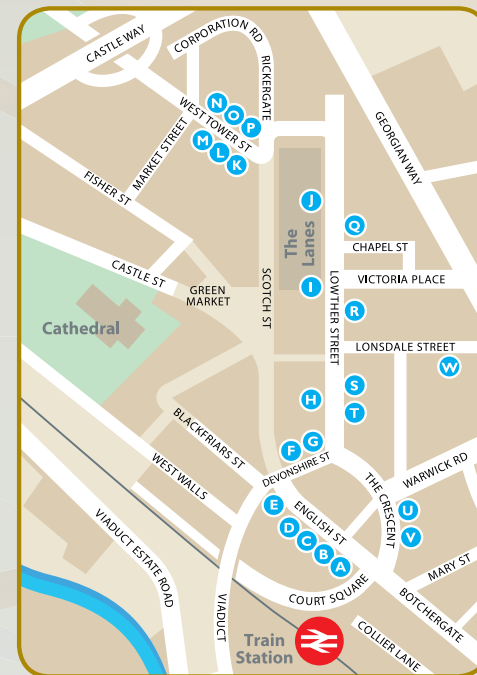 CASTLE WAY
CORPORATION RD
RICKERGATE
GEORGIAN WAY
N
O
P
WEST TOWER ST
M
L
K
MARKET STREET
FISHER ST
J
The
Lanes
Q
CHAPEL ST
CASTLE ST
GREEN
MARKET
SCOTCH ST
I
LOWTHER STREET
VICTORIA PLACE
R
Cathedral
LONSDALE STREET
W
S
H
T
BLACKFRIARS ST
G
F
DEVONSHIRE ST
WEST WALLS
THE CRESCENT
WARWICK RD
E
ENGLISH ST
D
C
B
A
U
V
VIADUCT ESTATE ROAD
VIADUCT
COURT SQUARE
MARY ST
BOTCHERGATE
COLLIER LANE
Train
Station